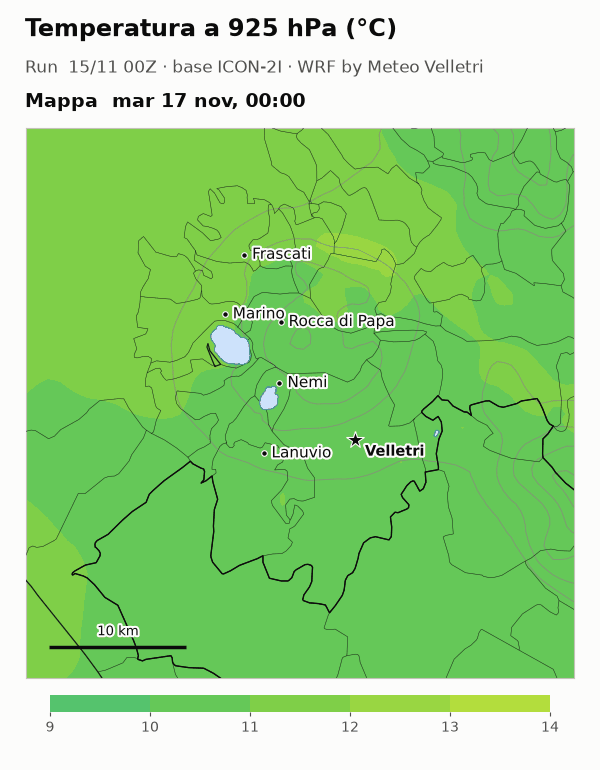 Temperatura a 925 hPa (°C)
Run  15/11 00Z · base ICON-2I · WRF by Meteo Velletri
Mappa  mar 17 nov, 00:00
Frascati
Marino
Rocca di Papa
Nemi
Velletri
Lanuvio
10 km
9 10 11 12 13 14